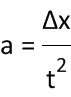 a = Δx / t²